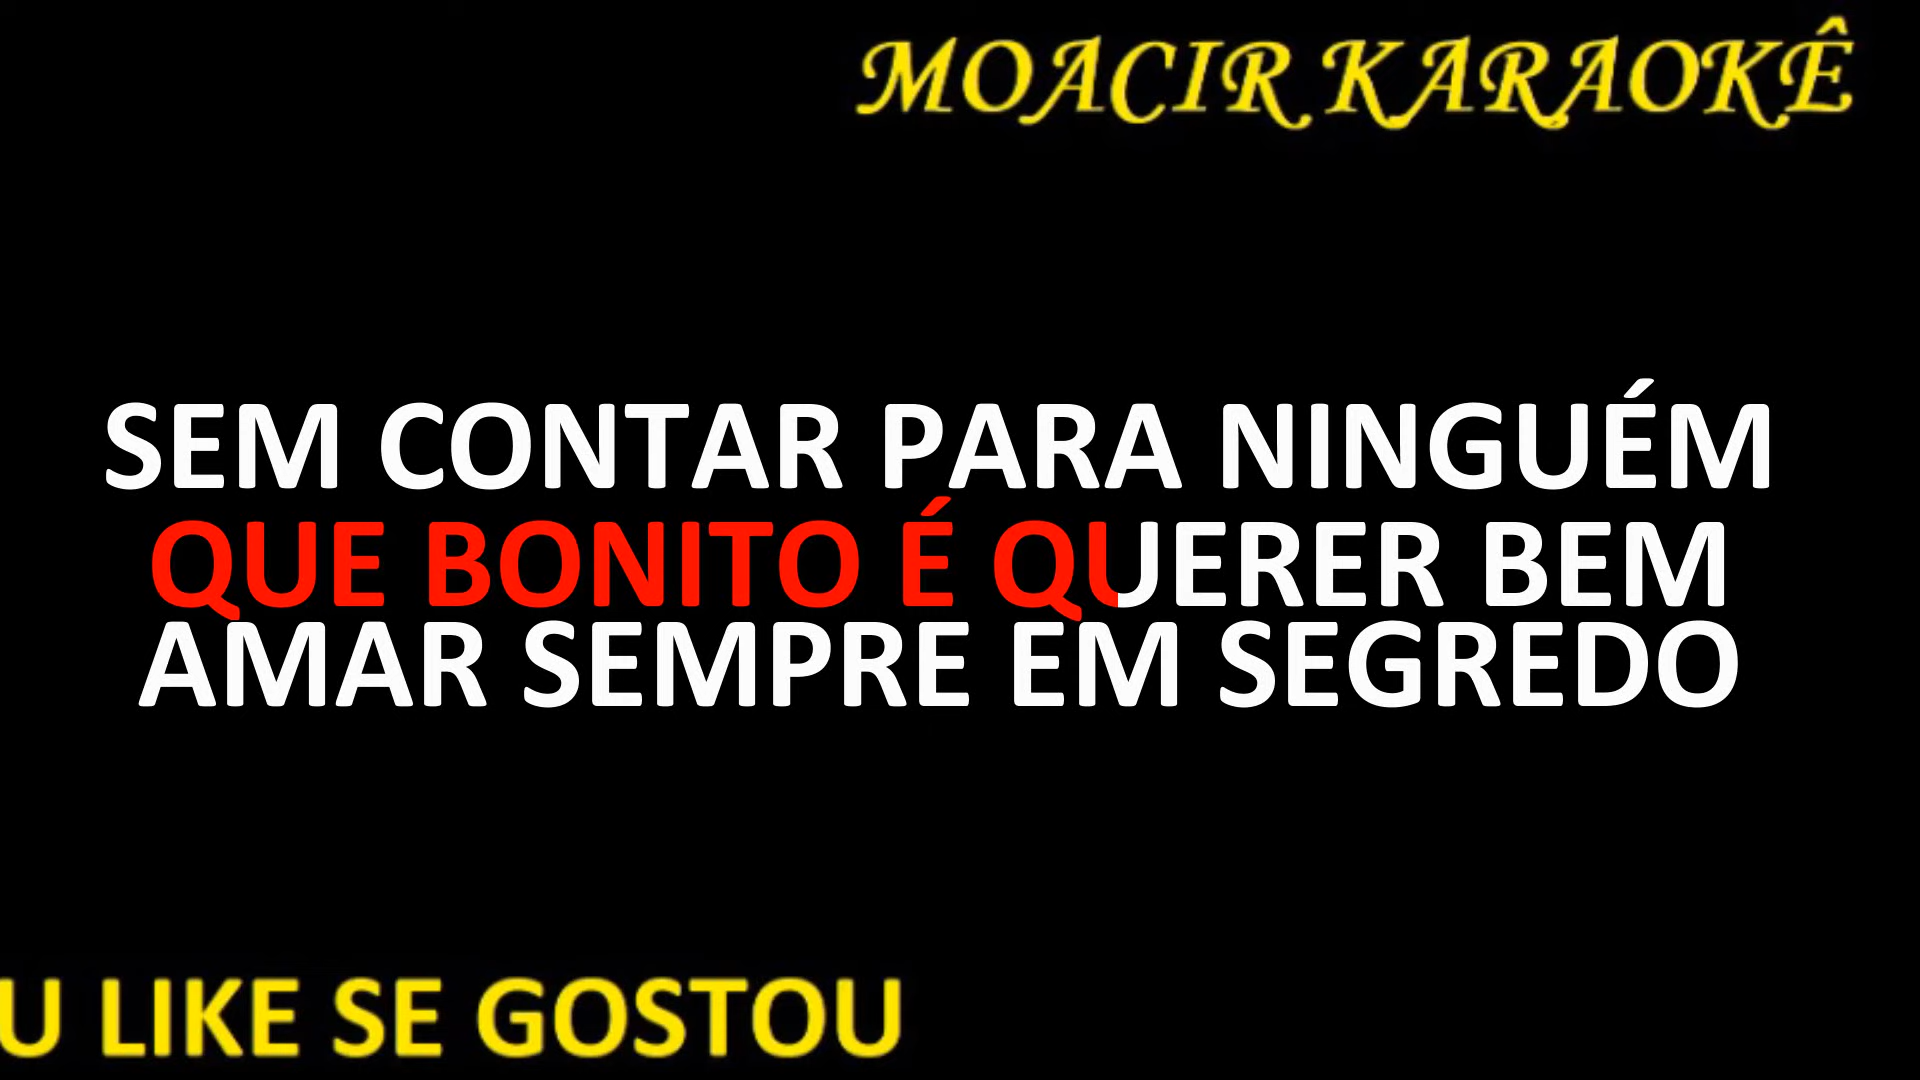 MOACIR KARAOKÊ
SEM CONTAR PARA NINGUÉM
QUE BONITO É QUERER BEM
AMAR SEMPRE EM SEGREDO
U LIKE SE GOSTOU